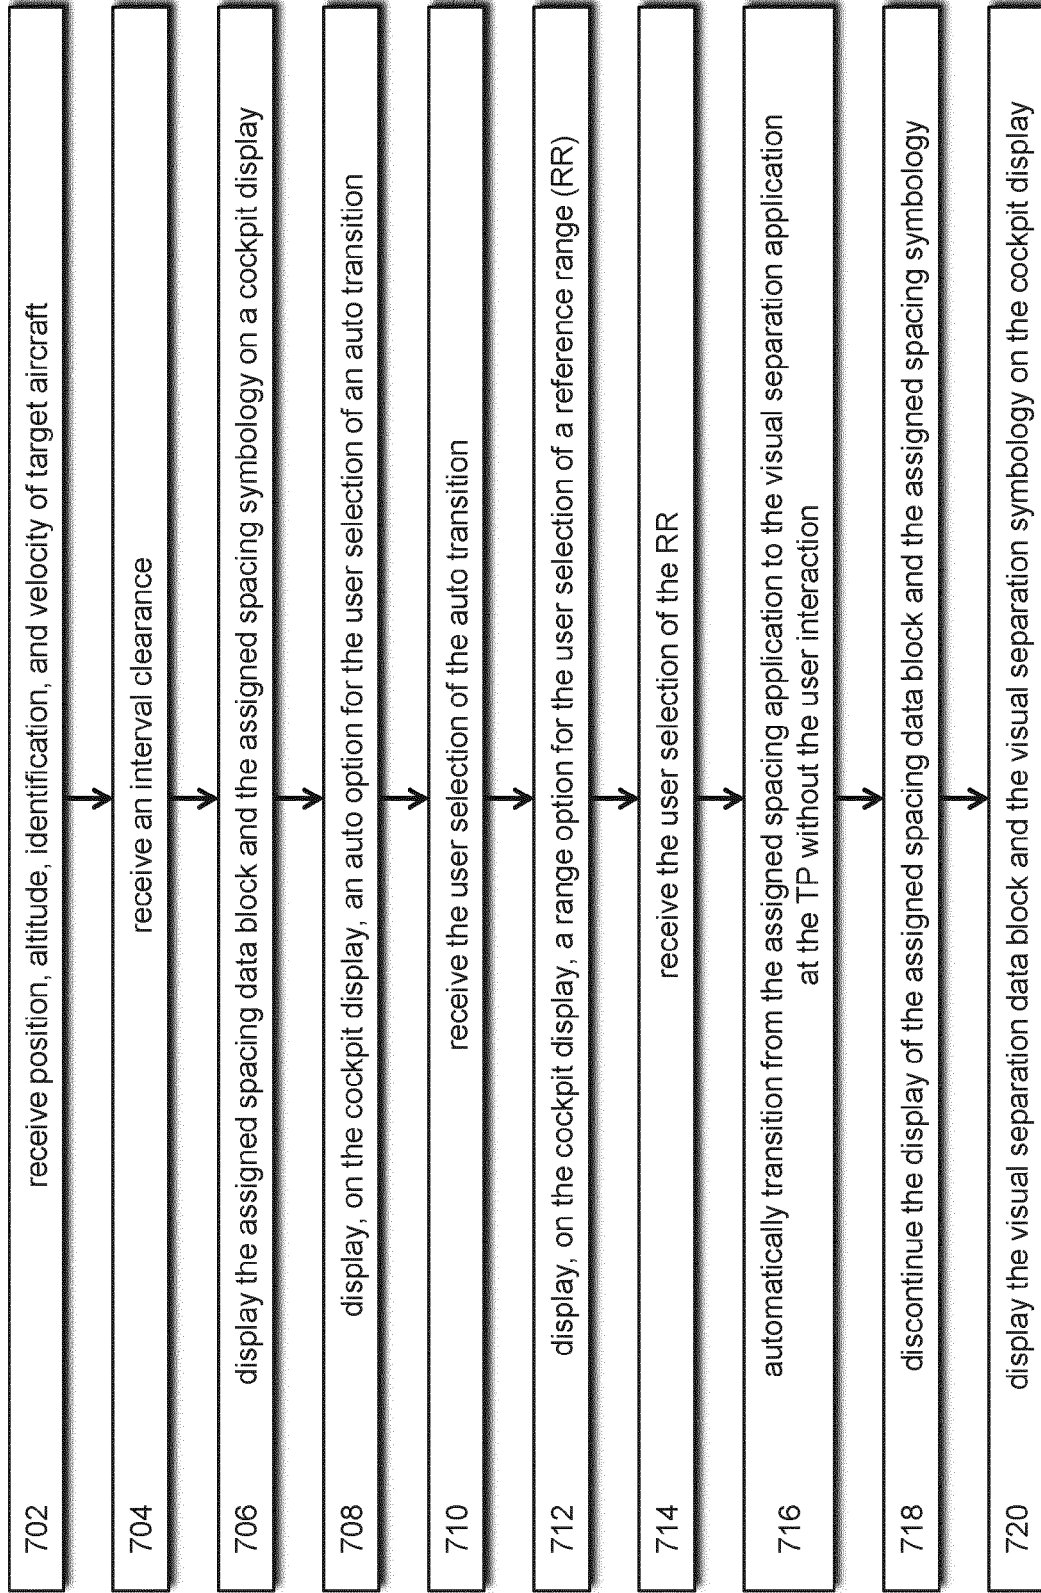 702 receive position, altitude, identification, and velocity of target aircraft
704 receive an interval clearance
706 display the assigned spacing data block and the assigned spacing symbology on a cockpit display
708 display, on the cockpit display, an auto option for the user selection of an auto transition
710 receive the user selection of the auto transition
712 display, on the cockpit display, a range option for the user selection of a reference range (RR)
714 receive the user selection of the RR
716 automatically transition from the assigned spacing application to the visual separation application
at the TP without the user interaction
718 discontinue the display of the assigned spacing data block and the assigned spacing symbology
720 display the visual separation data block and the visual separation symbology on the cockpit display